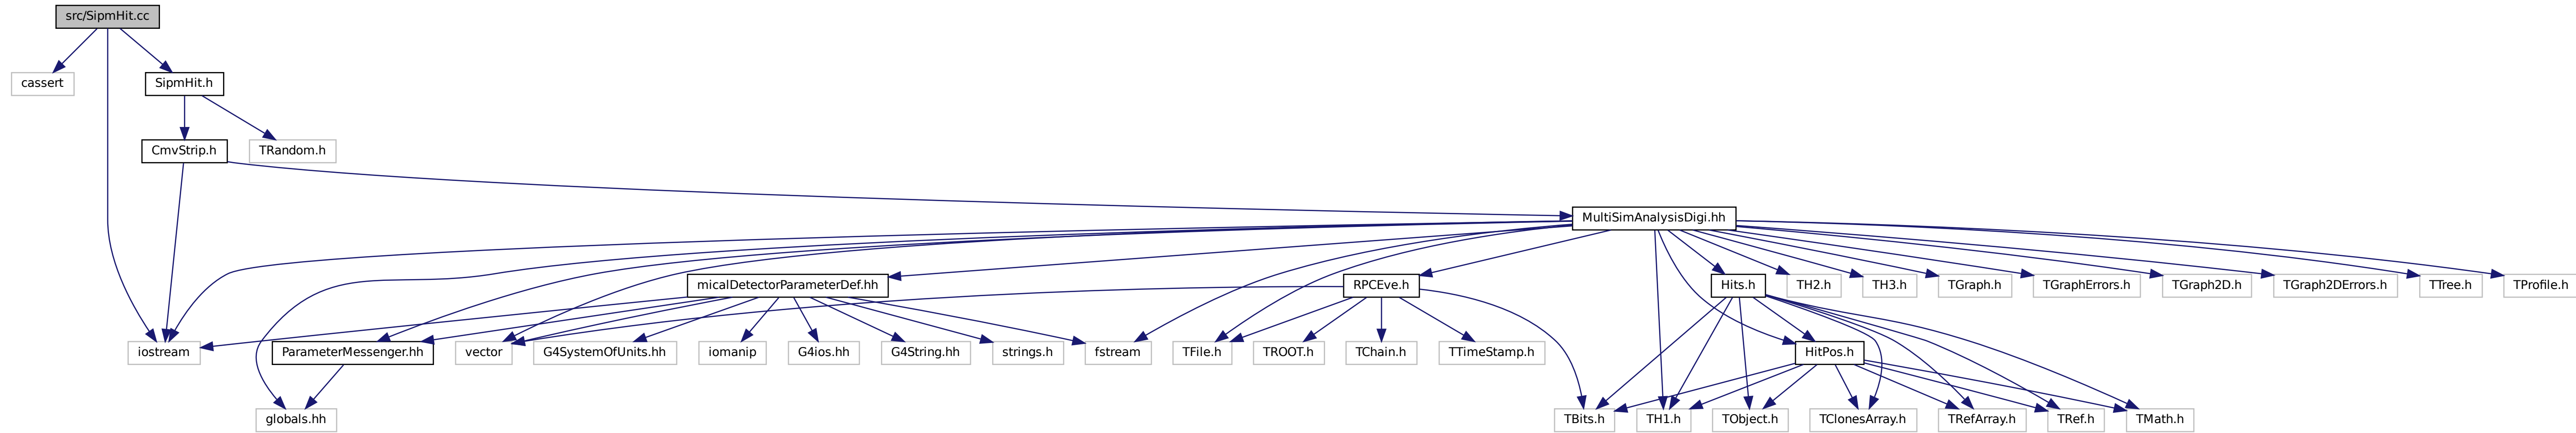 src/SipmHit.cc
cassert
SipmHit.h
CmvStrip.h
TRandom.h
MultiSimAnalysisDigi.hh
micalDetectorParameterDef.hh
RPCEve.h
Hits.h
TH2.h
TH3.h
TGraph.h
TGraphErrors.h
TGraph2D.h
TGraph2DErrors.h
TTree.h
TProfile.h
iostream
ParameterMessenger.hh
vector
G4SystemOfUnits.hh
iomanip
G4ios.hh
G4String.hh
strings.h
fstream
TFile.h
TROOT.h
TChain.h
TTimeStamp.h
HitPos.h
globals.hh
TBits.h
TH1.h
TObject.h
TClonesArray.h
TRefArray.h
TRef.h
TMath.h